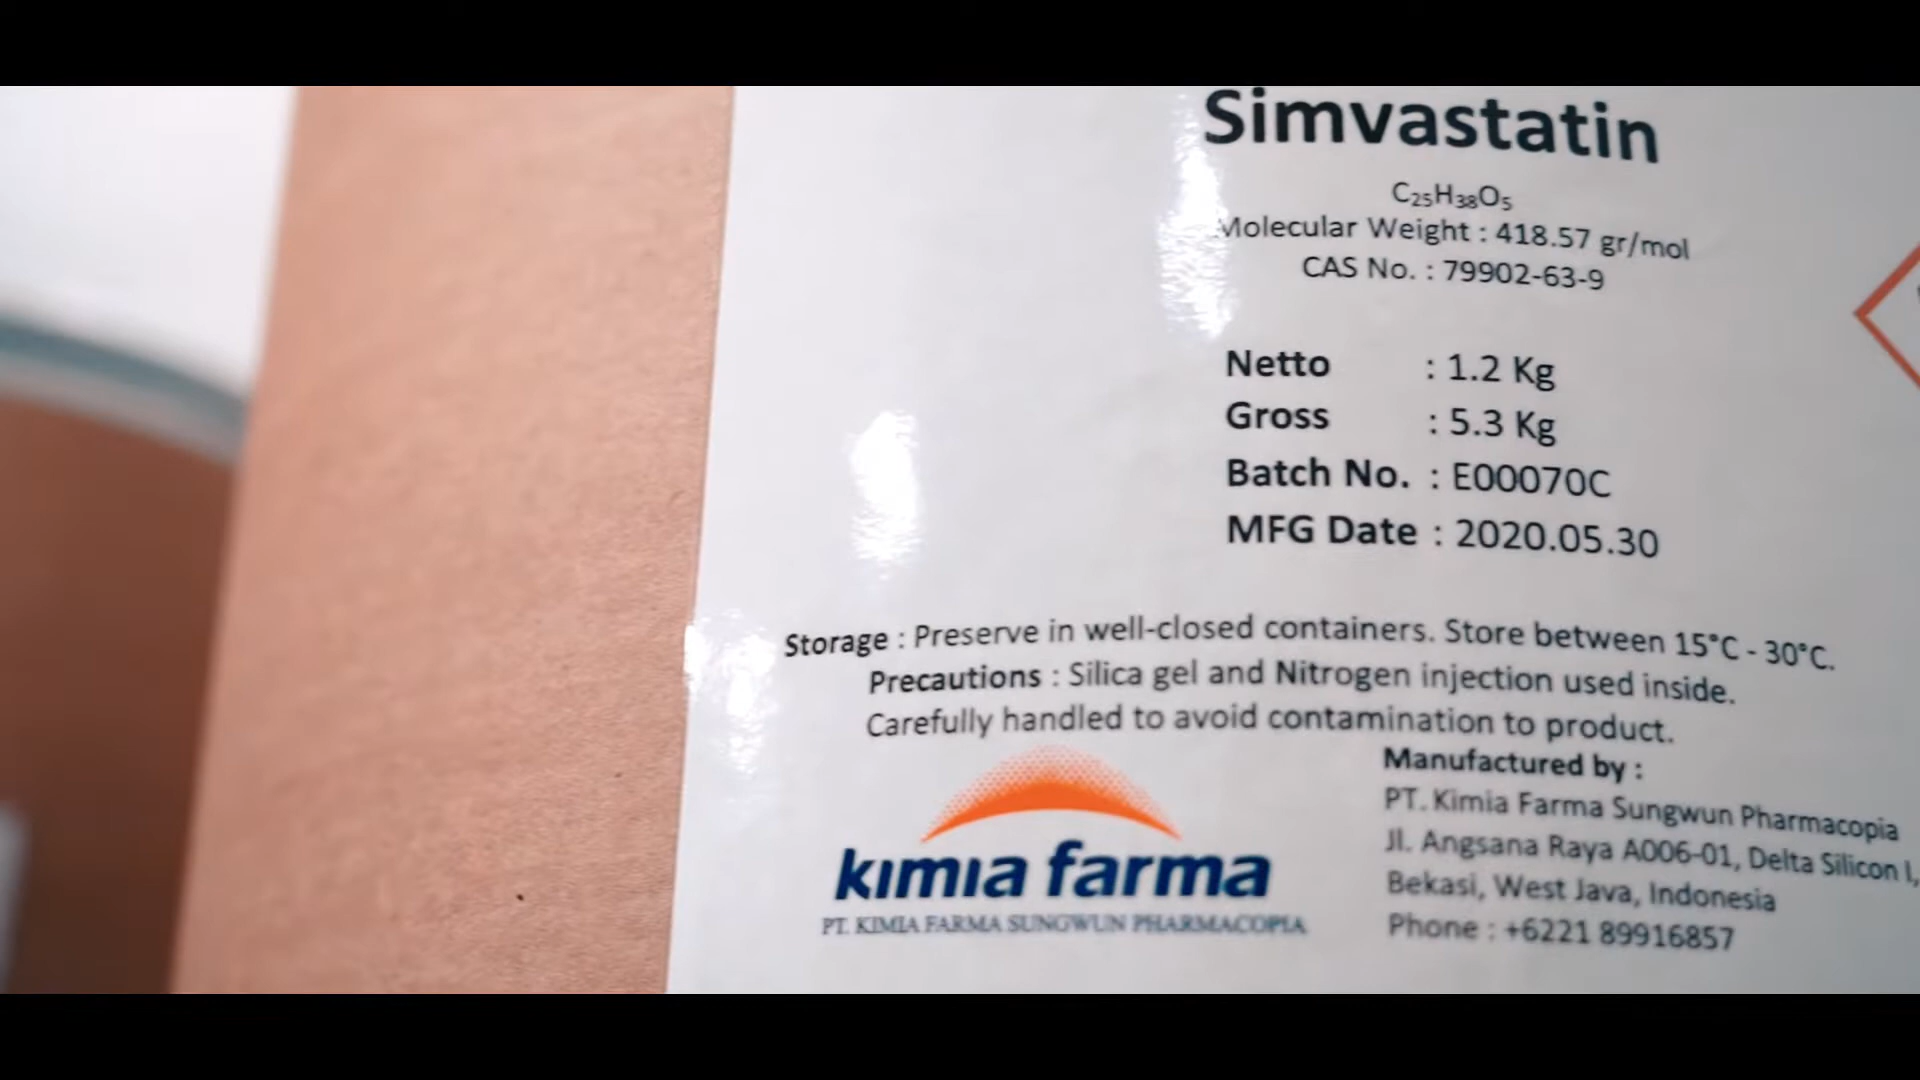 Simvastatin
C₂₅H₃₈O₅
Molecular Weight : 418.57 gr/mol
CAS No. : 79902-63-9
Netto : 1.2 Kg
Gross : 5.3 Kg
Batch No. : E00070C
MFG Date : 2020.05.30
Storage : Preserve in well-closed containers. Store between 15°C - 30°C.
Precautions : Silica gel and Nitrogen injection used inside.
Carefully handled to avoid contamination to product.
kimia farma
PT. KIMIA FARMA SUNGWUN PHARMACOPIA
Manufactured by :
PT. Kimia Farma Sungwun Pharmacopia
Jl. Angsana Raya A006-01, Delta Silicon I,
Bekasi, West Java, Indonesia
Phone : +6221 89916857